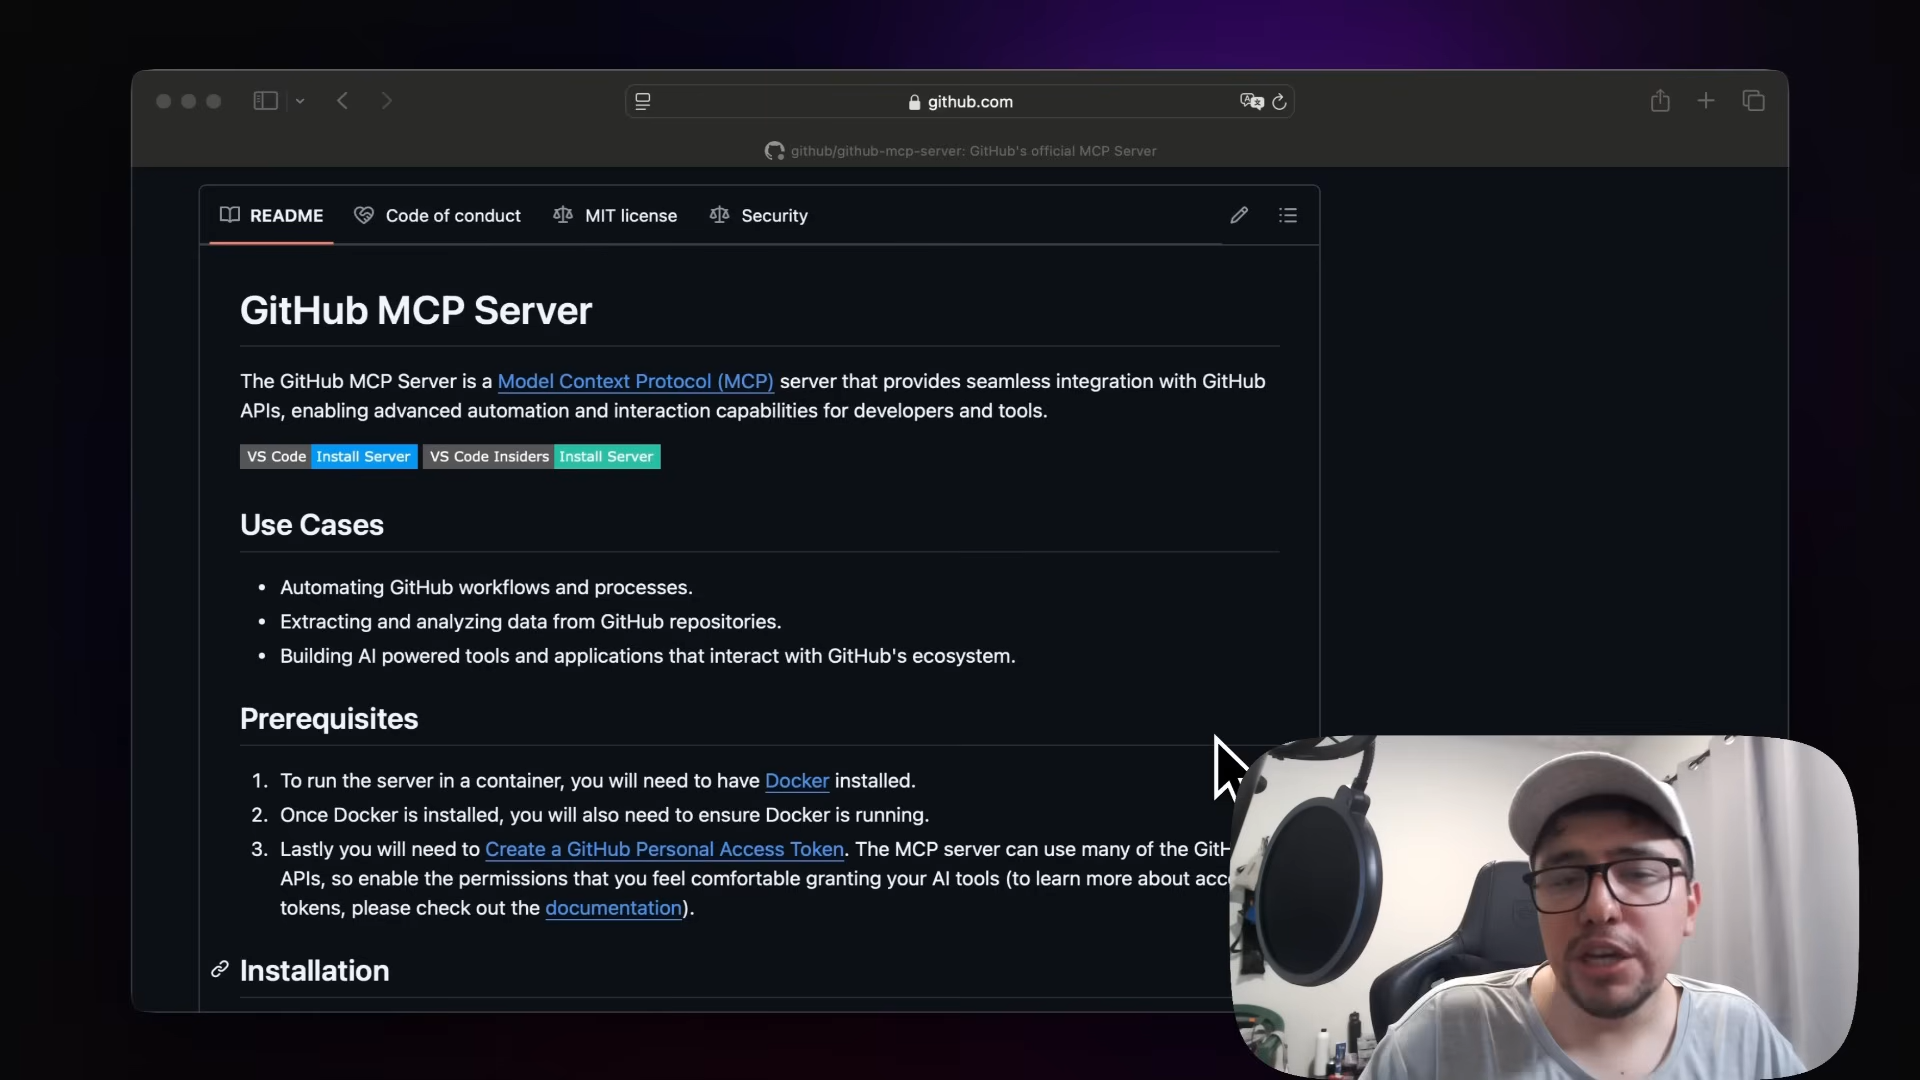 github.com
github/github-mcp-server: GitHub's official MCP Server
README Code of conduct MIT license Security
GitHub MCP Server
The GitHub MCP Server is a Model Context Protocol (MCP) server that provides seamless integration with GitHub
APIs, enabling advanced automation and interaction capabilities for developers and tools.
VS Code Install Server VS Code Insiders Install Server
Use Cases
• Automating GitHub workflows and processes.
• Extracting and analyzing data from GitHub repositories.
• Building AI powered tools and applications that interact with GitHub's ecosystem.
Prerequisites
1. To run the server in a container, you will need to have Docker installed.
2. Once Docker is installed, you will also need to ensure Docker is running.
3. Lastly you will need to Create a GitHub Personal Access Token. The MCP server can use many of the
APIs, so enable the permissions that you feel comfortable granting your AI tools (to learn more about
tokens, please check out the documentation).
Installation